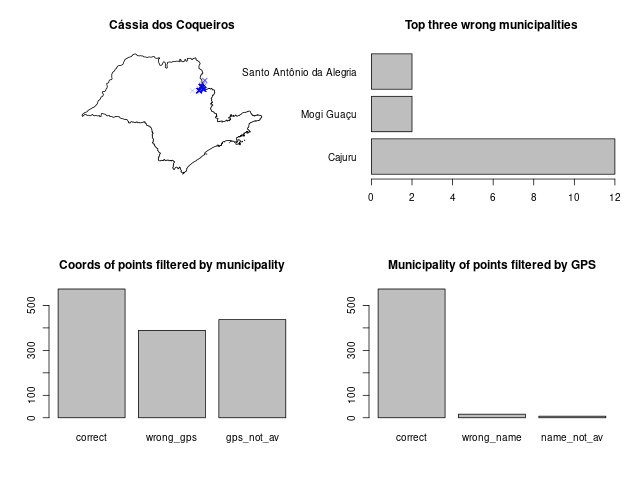 Cássia dos Coqueiros
Top three wrong municipalities
Santo Antônio da Alegria
Mogi Guaçu
Cajuru
0 2 4 6 8 10 12
Coords of points filtered by municipality
0 100 300 500
correct wrong_gps gps_not_av
Municipality of points filtered by GPS
0 100 300 500
correct wrong_name name_not_av